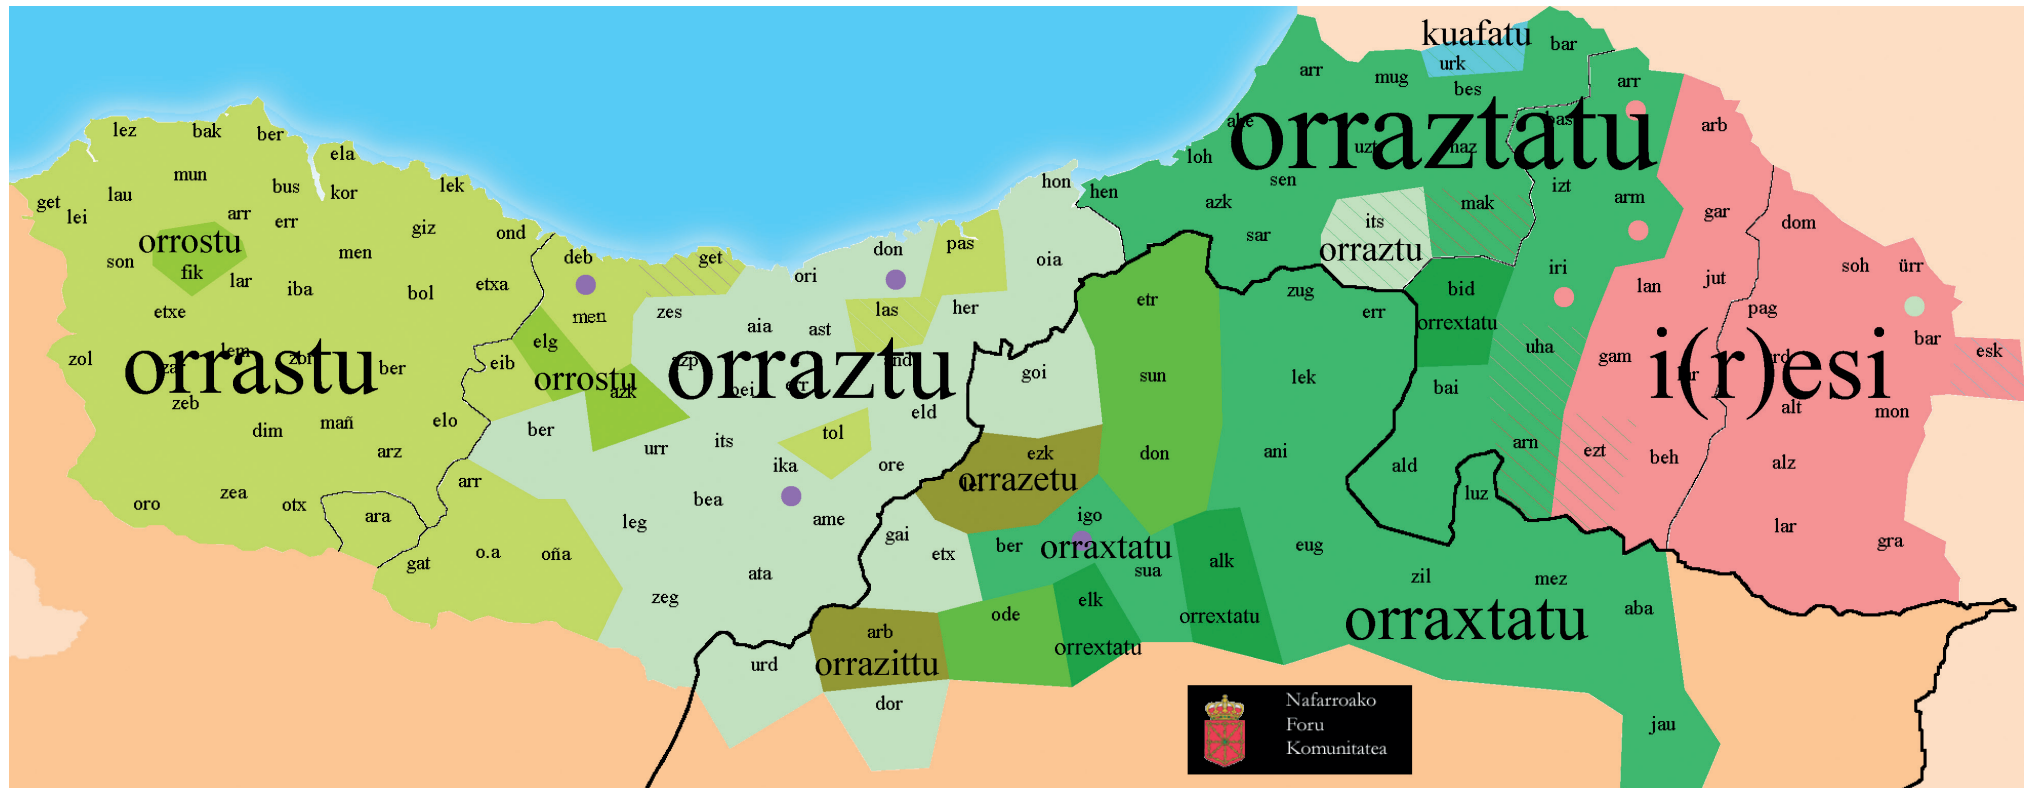 kuafatu
urk
bar
arr
mug
bes
arr
lez
bak
ber
orraztatu
arb
ela
mun
loh
bus
kor
lek
lau
get
lei
arr
err
giz
ond
hon
hen
sen
izt
arm
azk
mak
sar
its
orraztu
gar
dom
orrostu
fik
son
men
lar
iba
bol
etxa
etxe
deb
get
don
pas
ori
oia
iri
soh
ürr
lan
jut
pag
bid
orrextatu
zug
err
etr
men
zes
aia
ast
las
her
zol
orrastu
ber
elg
eib
orrostu
azk
orraztu
eld
goi
sun
lek
uha
gam
i(r)esi
bar
esk
bai
alt
mon
zeb
dim
mañ
elo
arz
ber
urr
its
tol
ika
ore
ezk
orrazetu
don
ani
ald
arn
ezt
beh
alz
oro
zea
otx
ara
arr
gat
o.a
oña
leg
bea
ame
ata
zeg
gai
etx
igo
ber
orraxtatu
sua
alk
orrextatu
eug
luz
lar
gra
zil
mez
aba
orraxtatu
elk
orrextatu
ode
arb
orrazittu
urd
dor
jau
Nafarroako
Foru
Komunitatea